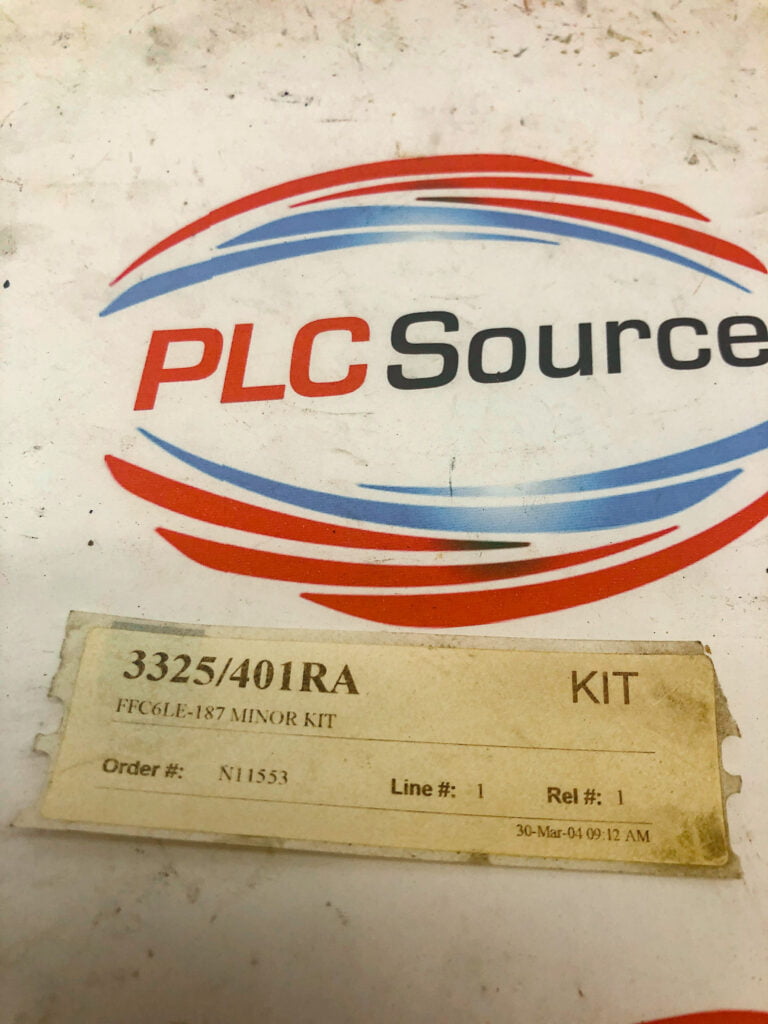 PLC Source
3325/401RA KIT
FFC6LE-187 MINOR KIT
Order #: N11553 Line #: 1 Rel #: 1
30-Mar-04 09:12 AM